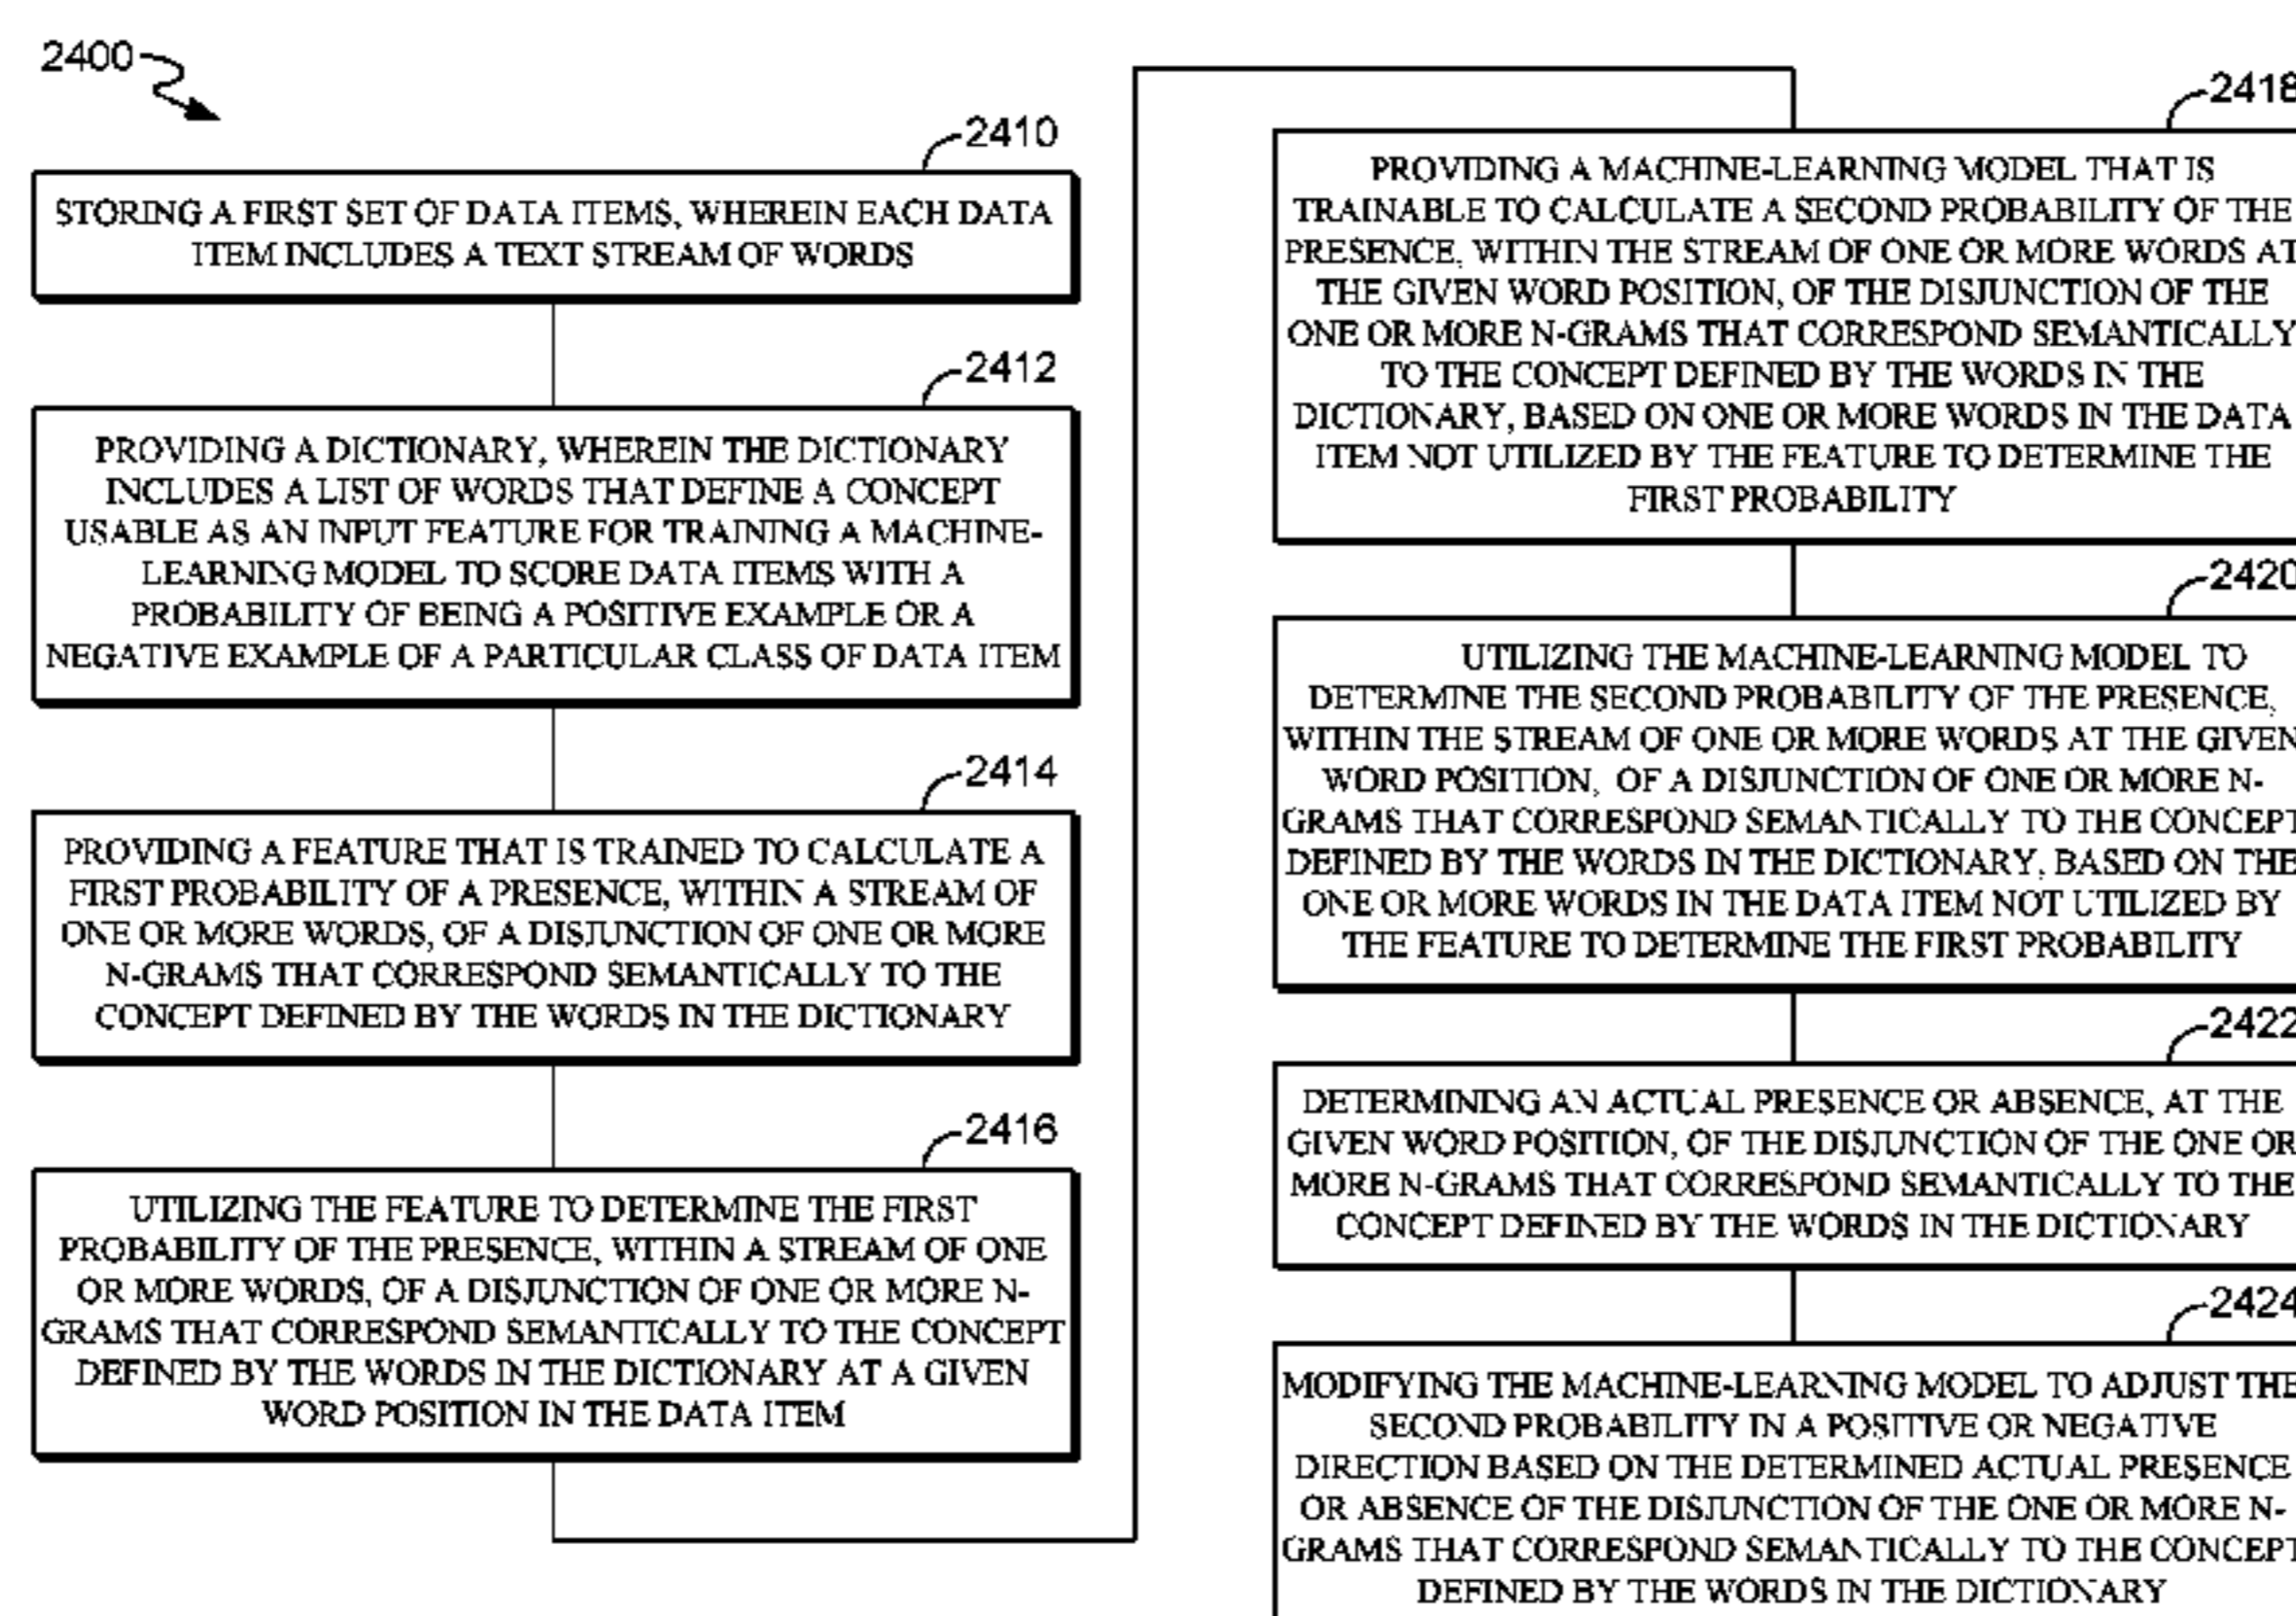 2400
2410
STORING A FIRST SET OF DATA ITEMS, WHEREIN EACH DATA
ITEM INCLUDES A TEXT STREAM OF WORDS
2412
PROVIDING A DICTIONARY, WHEREIN THE DICTIONARY
INCLUDES A LIST OF WORDS THAT DEFINE A CONCEPT
USABLE AS AN INPUT FEATURE FOR TRAINING A MACHINE-
LEARNING MODEL TO SCORE DATA ITEMS WITH A
PROBABILITY OF BEING A POSITIVE EXAMPLE OR A
NEGATIVE EXAMPLE OF A PARTICULAR CLASS OF DATA ITEM
2414
PROVIDING A FEATURE THAT IS TRAINED TO CALCULATE A
FIRST PROBABILITY OF A PRESENCE, WITHIN A STREAM OF
ONE OR MORE WORDS, OF A DISJUNCTION OF ONE OR MORE
N-GRAMS THAT CORRESPOND SEMANTICALLY TO THE
CONCEPT DEFINED BY THE WORDS IN THE DICTIONARY
2416
UTILIZING THE FEATURE TO DETERMINE THE FIRST
PROBABILITY OF THE PRESENCE, WITHIN A STREAM OF ONE
OR MORE WORDS, OF A DISJUNCTION OF ONE OR MORE N-
GRAMS THAT CORRESPOND SEMANTICALLY TO THE CONCEPT
DEFINED BY THE WORDS IN THE DICTIONARY AT A GIVEN
WORD POSITION IN THE DATA ITEM
2418
PROVIDING A MACHINE-LEARNING MODEL THAT IS
TRAINABLE TO CALCULATE A SECOND PROBABILITY OF THE
PRESENCE, WITHIN THE STREAM OF ONE OR MORE WORDS AT
THE GIVEN WORD POSITION, OF THE DISJUNCTION OF THE
ONE OR MORE N-GRAMS THAT CORRESPOND SEMANTICALLY
TO THE CONCEPT DEFINED BY THE WORDS IN THE
DICTIONARY, BASED ON ONE OR MORE WORDS IN THE DATA
ITEM NOT UTILIZED BY THE FEATURE TO DETERMINE THE
FIRST PROBABILITY
2420
UTILIZING THE MACHINE-LEARNING MODEL TO
DETERMINE THE SECOND PROBABILITY OF THE PRESENCE,
WITHIN THE STREAM OF ONE OR MORE WORDS AT THE GIVEN
WORD POSITION, OF A DISJUNCTION OF ONE OR MORE N-
GRAMS THAT CORRESPOND SEMANTICALLY TO THE CONCEPT
DEFINED BY THE WORDS IN THE DICTIONARY, BASED ON THE
ONE OR MORE WORDS IN THE DATA ITEM NOT UTILIZED BY
THE FEATURE TO DETERMINE THE FIRST PROBABILITY
2422
DETERMINING AN ACTUAL PRESENCE OR ABSENCE, AT THE
GIVEN WORD POSITION, OF THE DISJUNCTION OF THE ONE OR
MORE N-GRAMS THAT CORRESPOND SEMANTICALLY TO THE
CONCEPT DEFINED BY THE WORDS IN THE DICTIONARY
2424
MODIFYING THE MACHINE-LEARNING MODEL TO ADJUST THE
SECOND PROBABILITY IN A POSITIVE OR NEGATIVE
DIRECTION BASED ON THE DETERMINED ACTUAL PRESENCE
OR ABSENCE OF THE DISJUNCTION OF THE ONE OR MORE N-
GRAMS THAT CORRESPOND SEMANTICALLY TO THE CONCEPT
DEFINED BY THE WORDS IN THE DICTIONARY